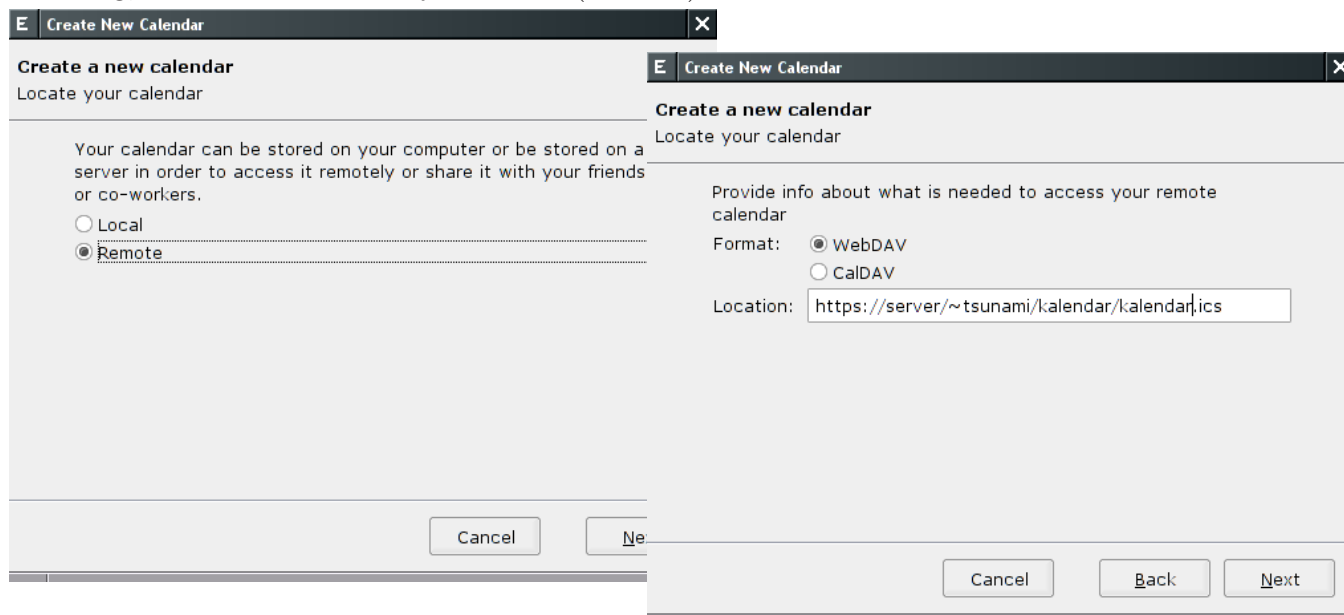 E Create New Calendar
Create a new calendar
Locate your calendar
Your calendar can be stored on your computer or be stored on a
server in order to access it remotely or share it with your friends
or co-workers.
Local
Remote
Cancel
E Create New Calendar
Create a new calendar
Locate your calendar
Provide info about what is needed to access your remote
calendar
Format: WebDAV
CalDAV
Location: https://server/~tsunami/kalendar/kalendar.ics
Cancel Back Next